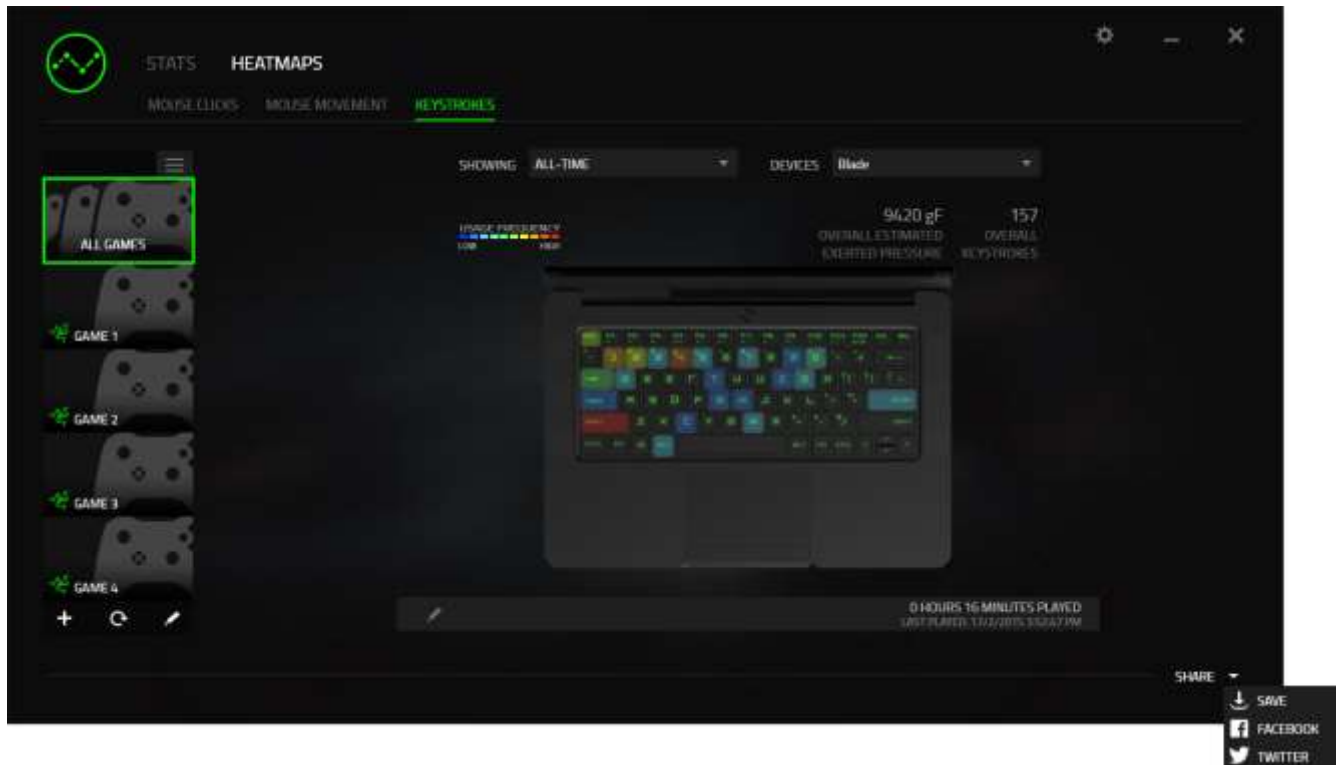 STATS HEATMAPS
MOUSE CLICKS MOUSE MOVEMENT KEYSTROKES
SHOWING ALL-TIME DEVICES Blade
USAGE FREQUENCY
LOW HIGH
9420 gF
OVERALL ESTIMATED
EXERTED PRESSURE
157
OVERALL
KEYSTROKES
ALL GAMES
GAME 1
GAME 2
GAME 3
GAME 4
0 HOURS 16 MINUTES PLAYED
LAST PLAYED:
SHARE
SAVE
FACEBOOK
TWITTER